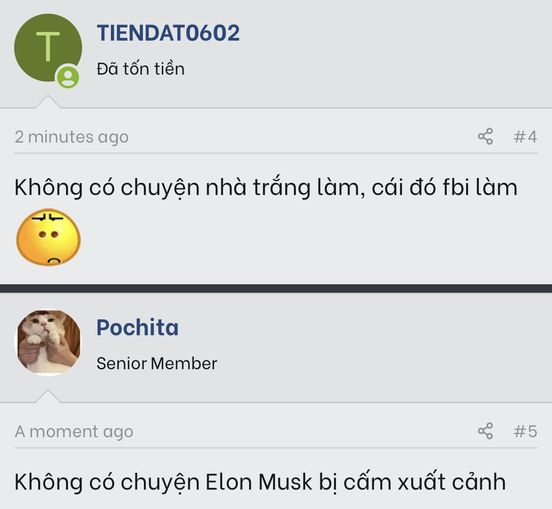 T
TIENDAT0602
Đã tốn tiền
2 minutes ago #4
Không có chuyện nhà trắng làm, cái đó fbi làm
Pochita
Senior Member
A moment ago #5
Không có chuyện Elon Musk bị cấm xuất cảnh